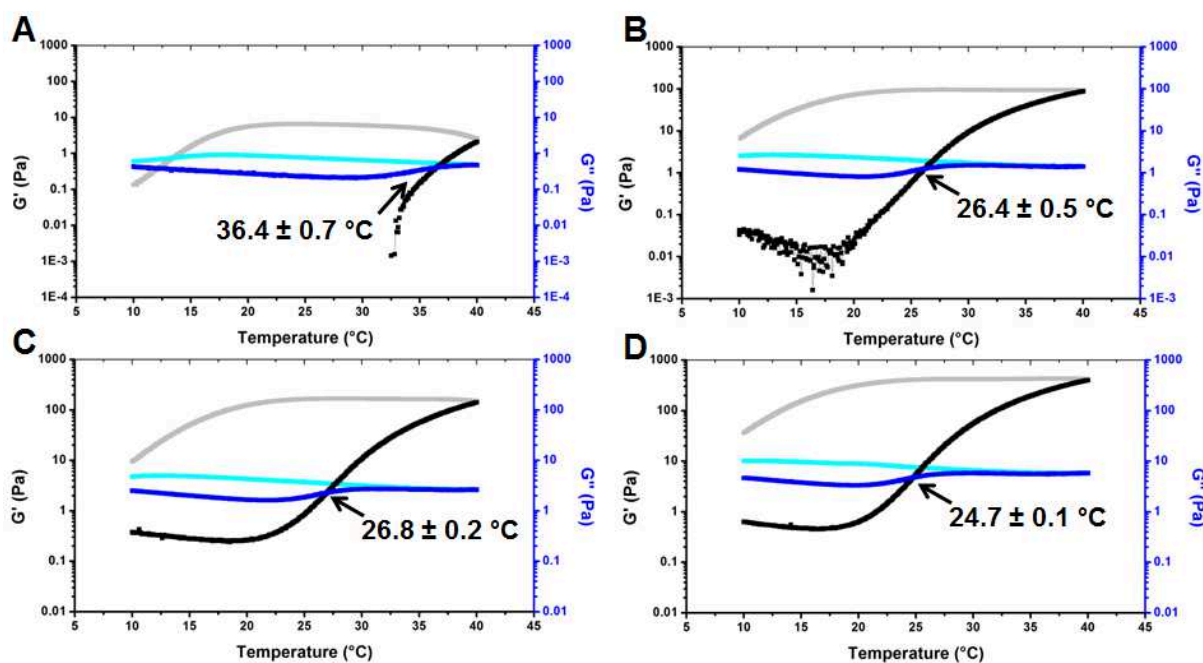 A
1000
100
10
1
0.1
0.01
1E-3
1E-4
G' (Pa)
36.4 ± 0.7 °C
1000
100
10
1
0.1
0.01
1E-3
1E-4
G'' (Pa)
5 10 15 20 25 30 35 40 45
Temperature (°C)
B
1000
100
10
1
0.1
0.01
1E-3
G' (Pa)
26.4 ± 0.5 °C
1000
100
10
1
0.1
0.01
1E-3
G'' (Pa)
5 10 15 20 25 30 35 40 45
Temperature (°C)
C
1000
100
10
1
0.1
0.01
G' (Pa)
26.8 ± 0.2 °C
1000
100
10
1
0.1
0.01
G'' (Pa)
5 10 15 20 25 30 35 40 45
Temperature (°C)
D
1000
100
10
1
0.1
0.01
G' (Pa)
24.7 ± 0.1 °C
1000
100
10
1
0.1
0.01
G'' (Pa)
5 10 15 20 25 30 35 40 45
Temperature (°C)